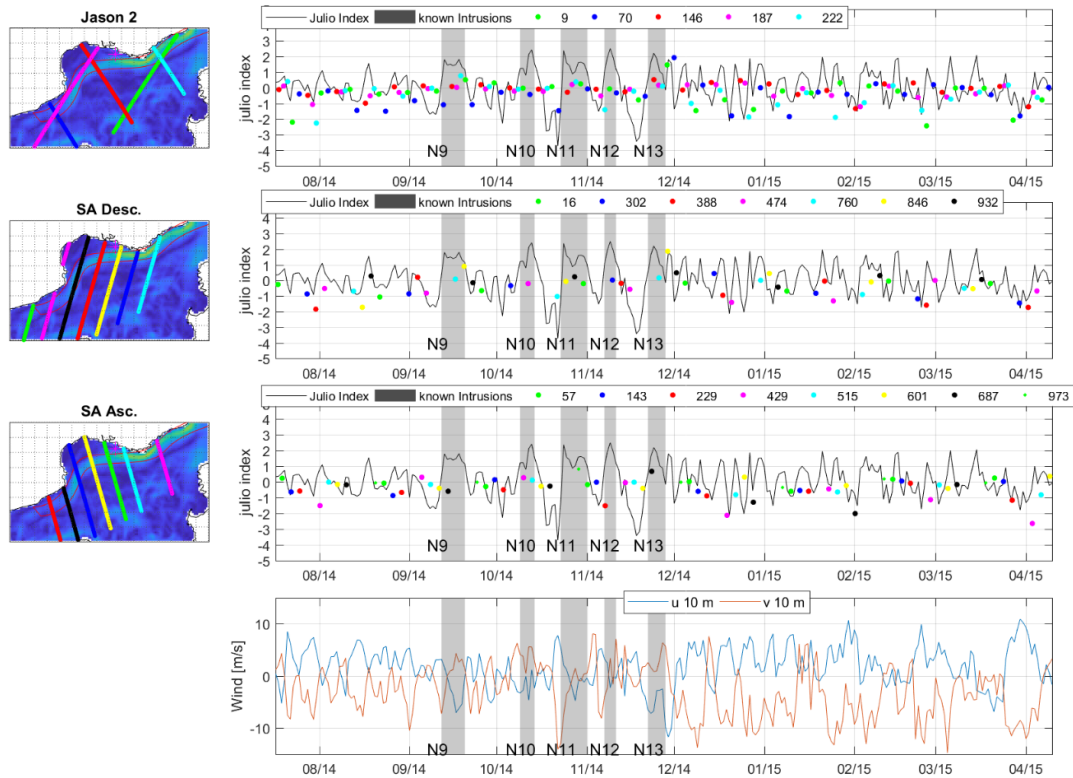 Jason 2
Julio Index known Intrusions 9 70 146 187 222
julio index
5
4
3
2
1
0
-1
-2
-3
-4
-5
N9 N10 N11 N12 N13
08/14 09/14 10/14 11/14 12/14 01/15 02/15 03/15 04/15
SA Desc.
Julio Index known Intrusions 16 302 388 474 760 846 932
julio index
4
3
2
1
0
-1
-2
-3
-4
-5
N9 N10 N11 N12 N13
08/14 09/14 10/14 11/14 12/14 01/15 02/15 03/15 04/15
SA Asc.
Julio Index known Intrusions 57 143 229 429 515 601 687 973
julio index
4
3
2
1
0
-1
-2
-3
-4
-5
N9 N10 N11 N12 N13
08/14 09/14 10/14 11/14 12/14 01/15 02/15 03/15 04/15
u 10 m v 10 m
Wind [m/s]
10
0
-10
N9 N10 N11 N12 N13
08/14 09/14 10/14 11/14 12/14 01/15 02/15 03/15 04/15